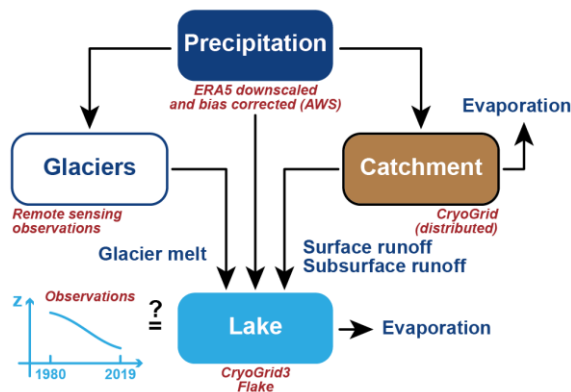 Precipitation
ERA5 downscaled
and bias corrected (AWS)
Evaporation
Glaciers
Catchment
Remote sensing
observations
CryoGrid
(distributed)
Glacier melt
Surface runoff
Subsurface runoff
z
Observations
?
=
Lake
Evaporation
1980
2019
CryoGrid3
Flake